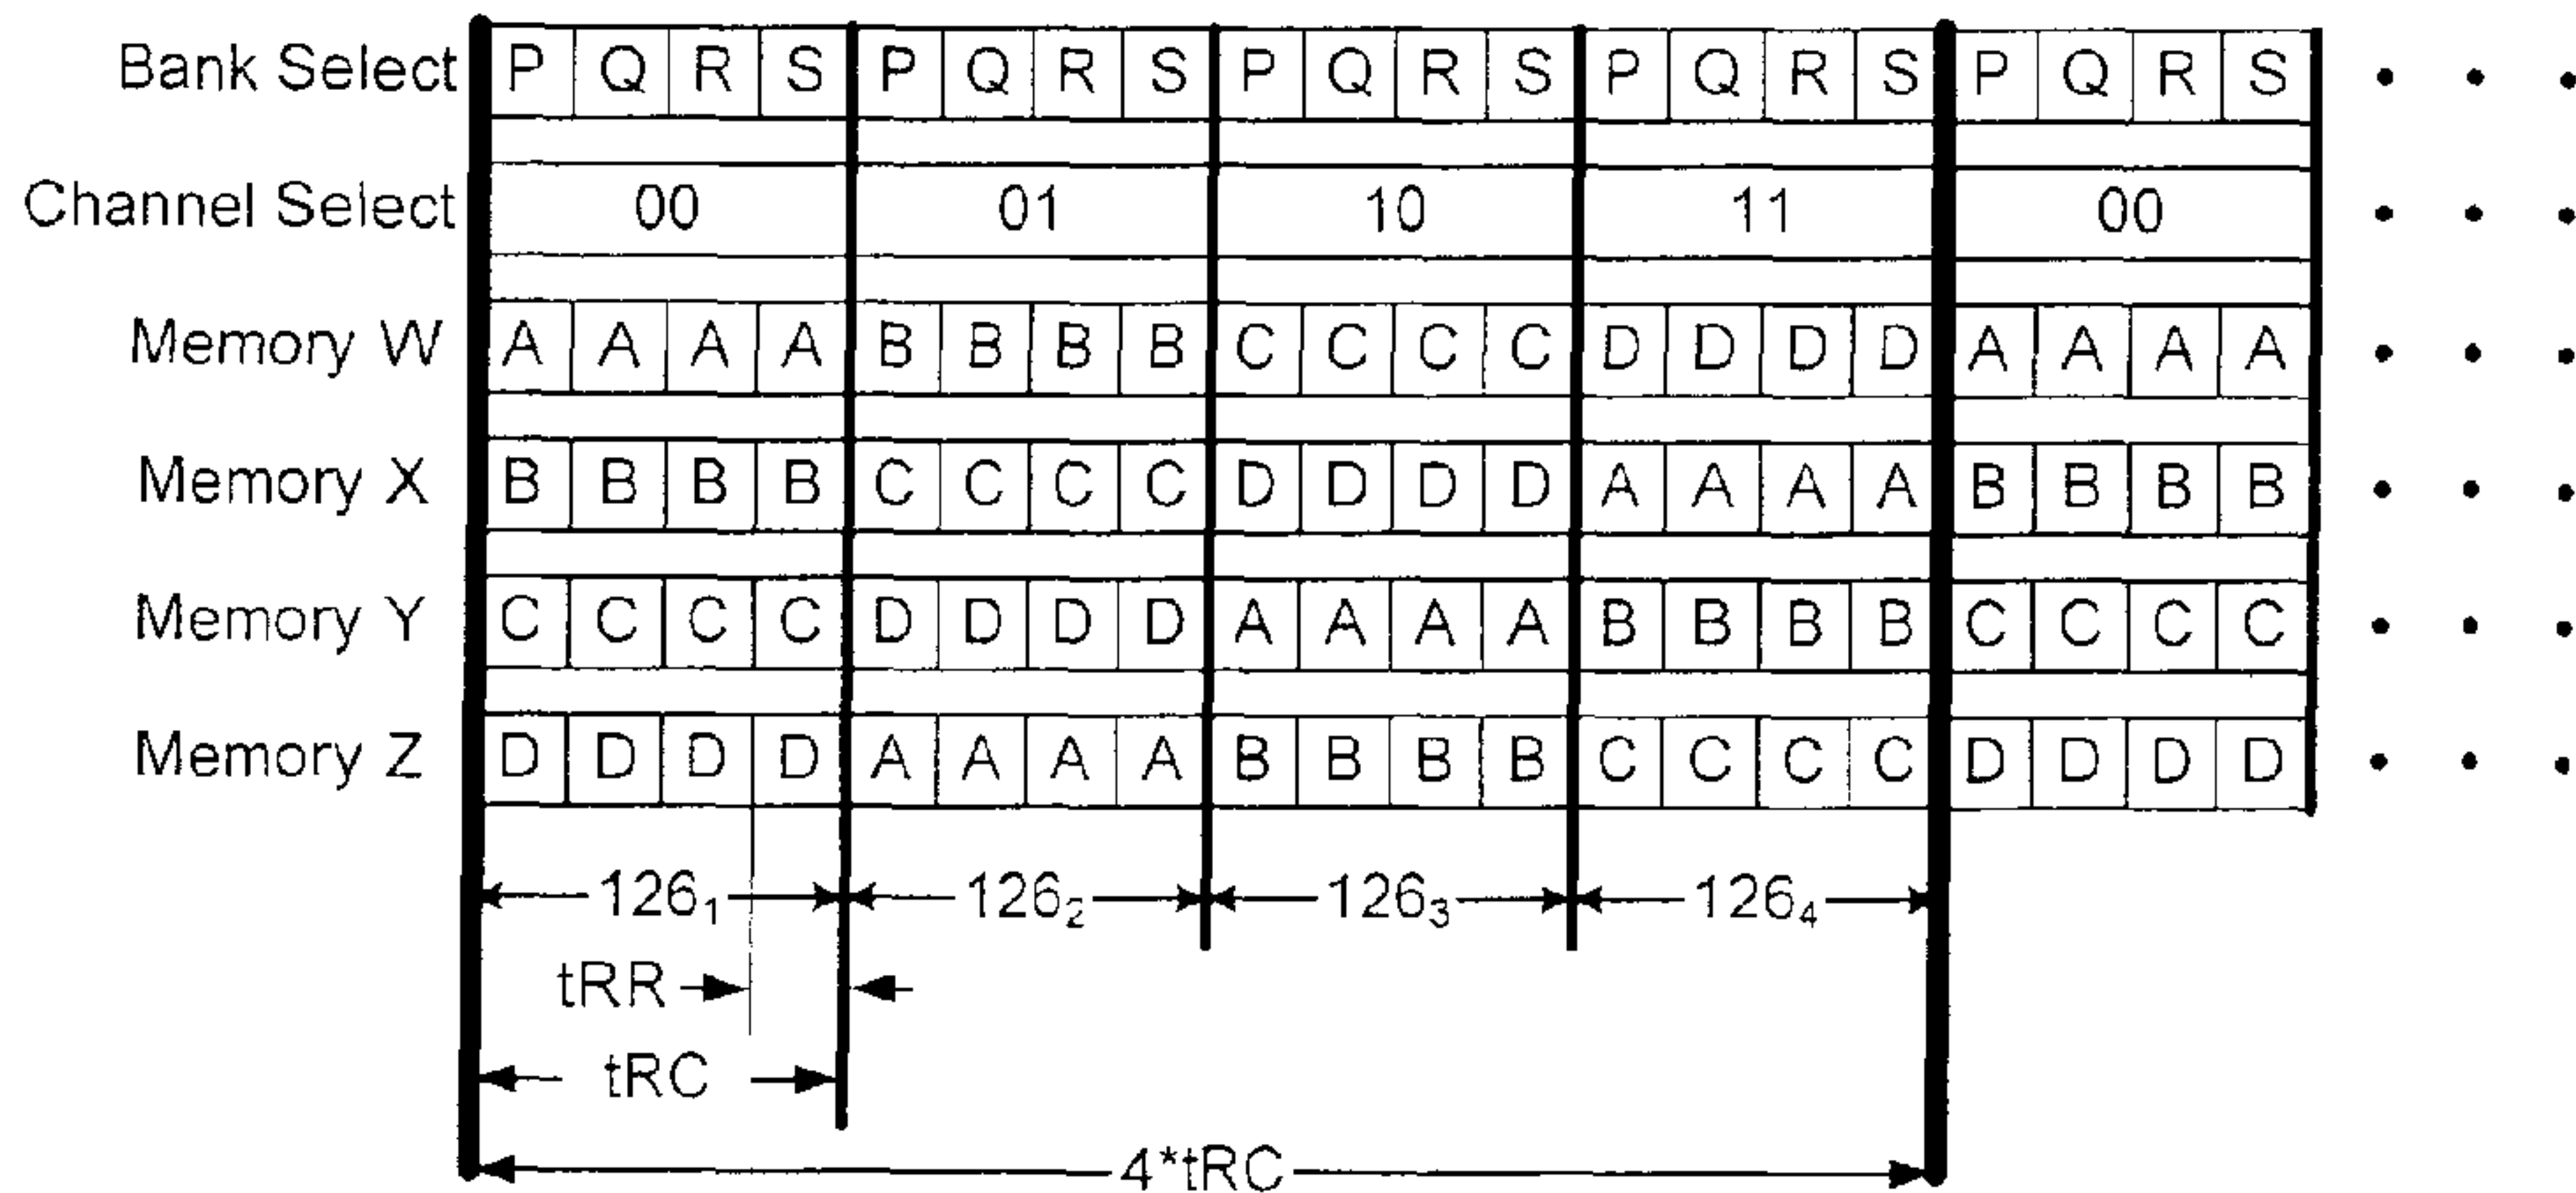 Bank Select P Q R S P Q R S P Q R S P Q R S P Q R S . . .
Channel Select 00 01 10 11 00 . . .
Memory W A A A A B B B B C C C C D D D D A A A A . . .
Memory X B B B B C C C C D D D D A A A A B B B B . . .
Memory Y C C C C D D D D A A A A B B B B C C C C . . .
Memory Z D D D D A A A A B B B B C C C C D D D D . . .
126₁ 126₂ 126₃ 126₄
tRR
tRC
4*tRC